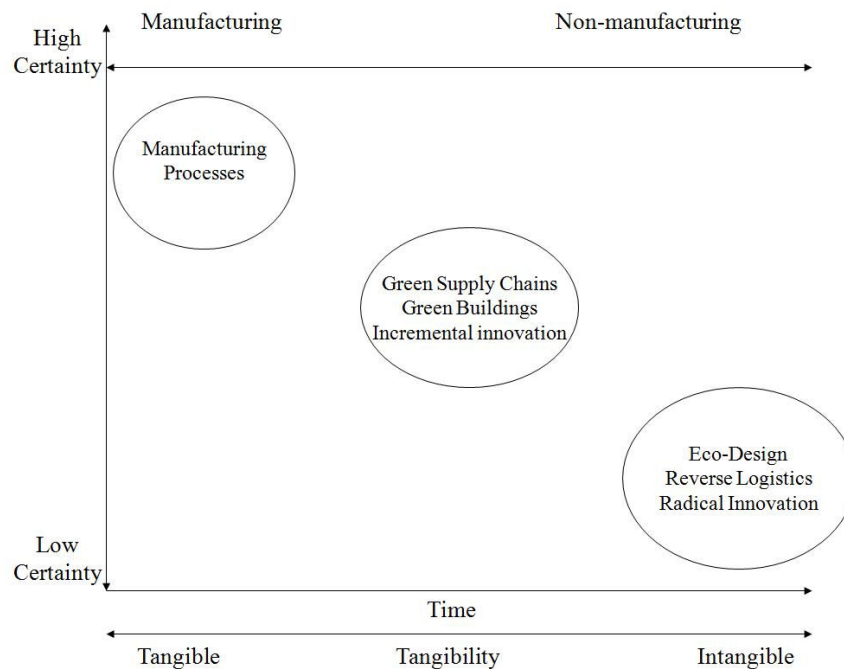 Manufacturing
Non-manufacturing
High
Certainty
Manufacturing
Processes
Green Supply Chains
Green Buildings
Incremental innovation
Eco-Design
Reverse Logistics
Radical Innovation
Low
Certainty
Time
Tangible
Tangibility
Intangible